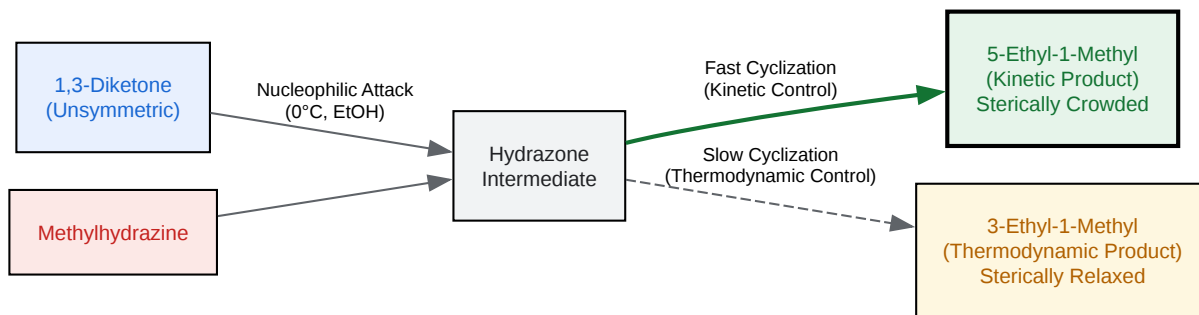 1,3-Diketone
(Unsymmetric)
Methylhydrazine
Nucleophilic Attack
(0°C, EtOH)
Hydrazone
Intermediate
Fast Cyclization
(Kinetic Control)
Slow Cyclization
(Thermodynamic Control)
5-Ethyl-1-Methyl
(Kinetic Product)
Sterically Crowded
3-Ethyl-1-Methyl
(Thermodynamic Product)
Sterically Relaxed